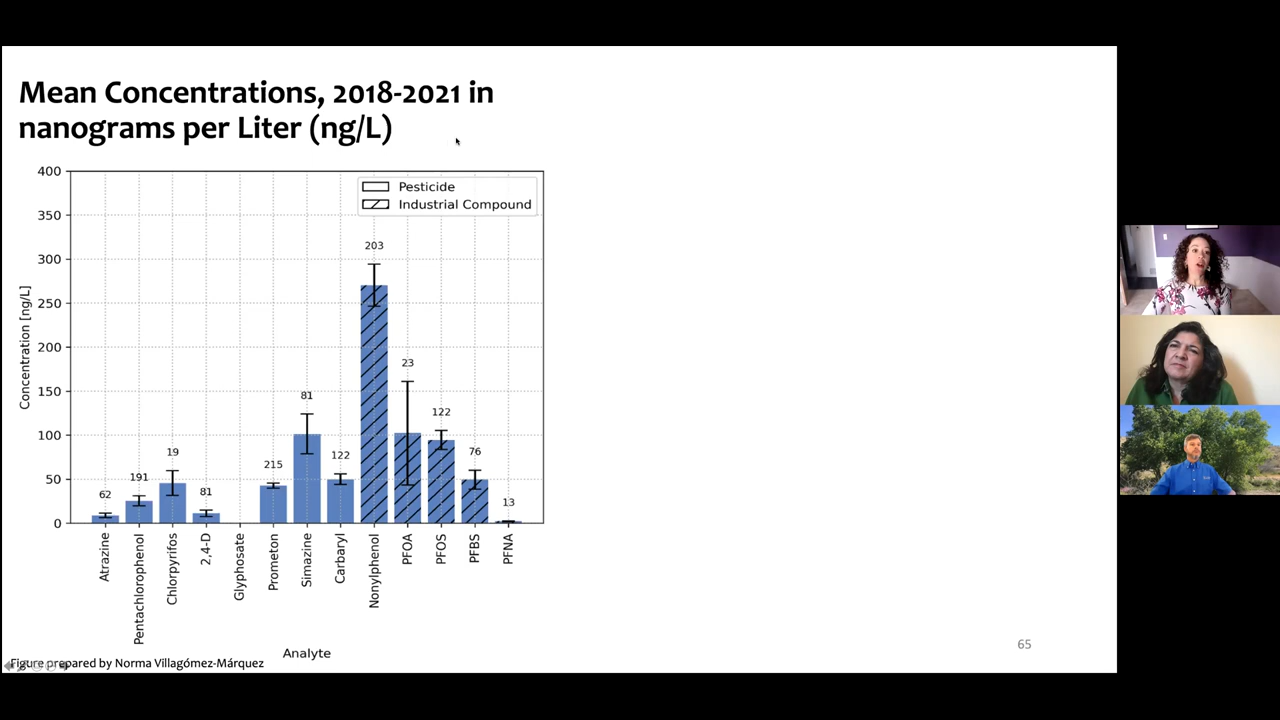 Mean Concentrations, 2018-2021 in
nanograms per Liter (ng/L)
400
350
300
250
200
150
100
50
0
Concentration [ng/L]
Pesticide
Industrial Compound
62
191
19
81
215
81
122
203
23
122
76
13
Atrazine
Pentachlorophenol
Chlorpyrifos
2,4-D
Glyphosate
Prometon
Simazine
Carbaryl
Nonylphenol
PFOA
PFOS
PFBS
PFNA
Analyte
Figure prepared by Norma Villagómez-Márquez
65